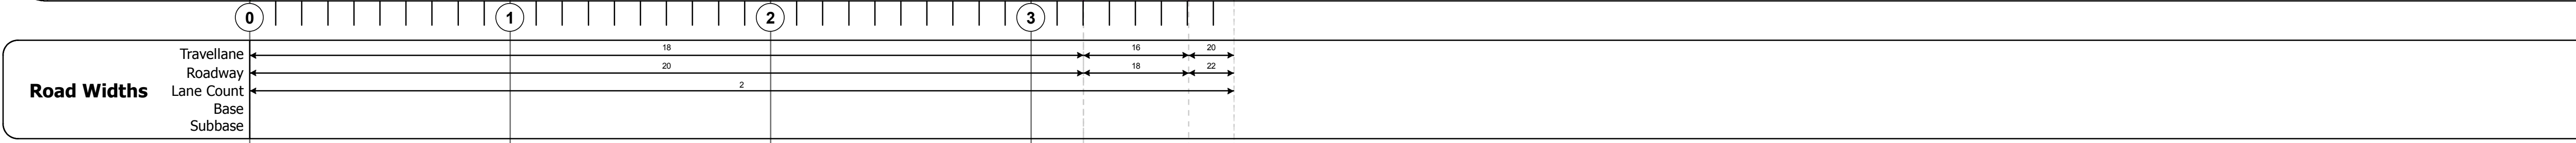 0 1 2 3
Road Widths
Travellane 18 16 20
Roadway 20 18 22
Lane Count 2
Base
Subbase